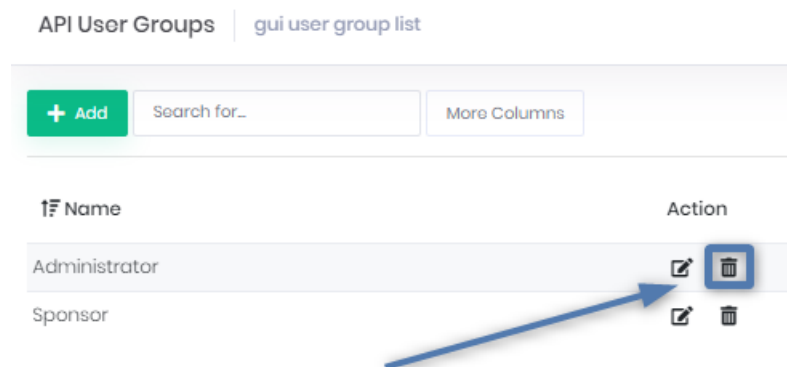 API User Groups gui user group list
+ Add Search for... More Columns
Name Action
Administrator
Sponsor